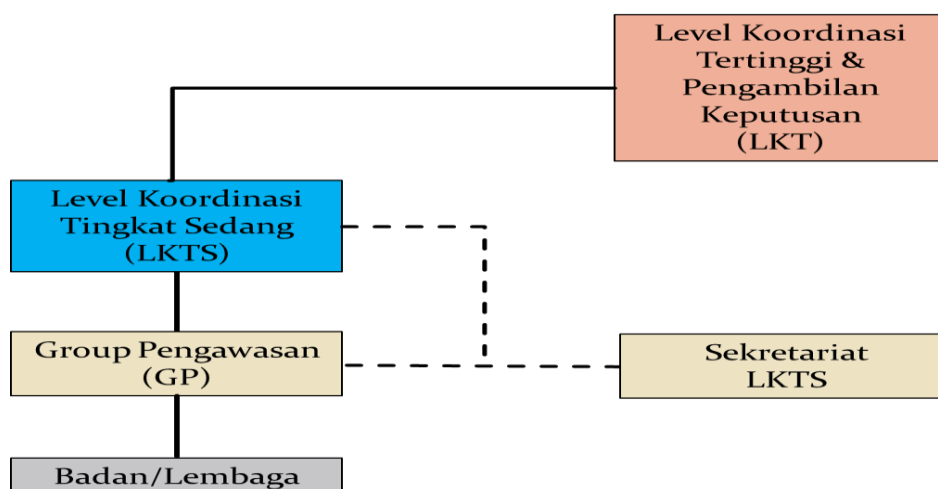 Level Koordinasi
Tertinggi &
Pengambilan
Keputusan
(LKT)
Level Koordinasi
Tingkat Sedang
(LKTS)
Group Pengawasan
(GP)
Sekretariat
LKTS
Badan/Lembaga